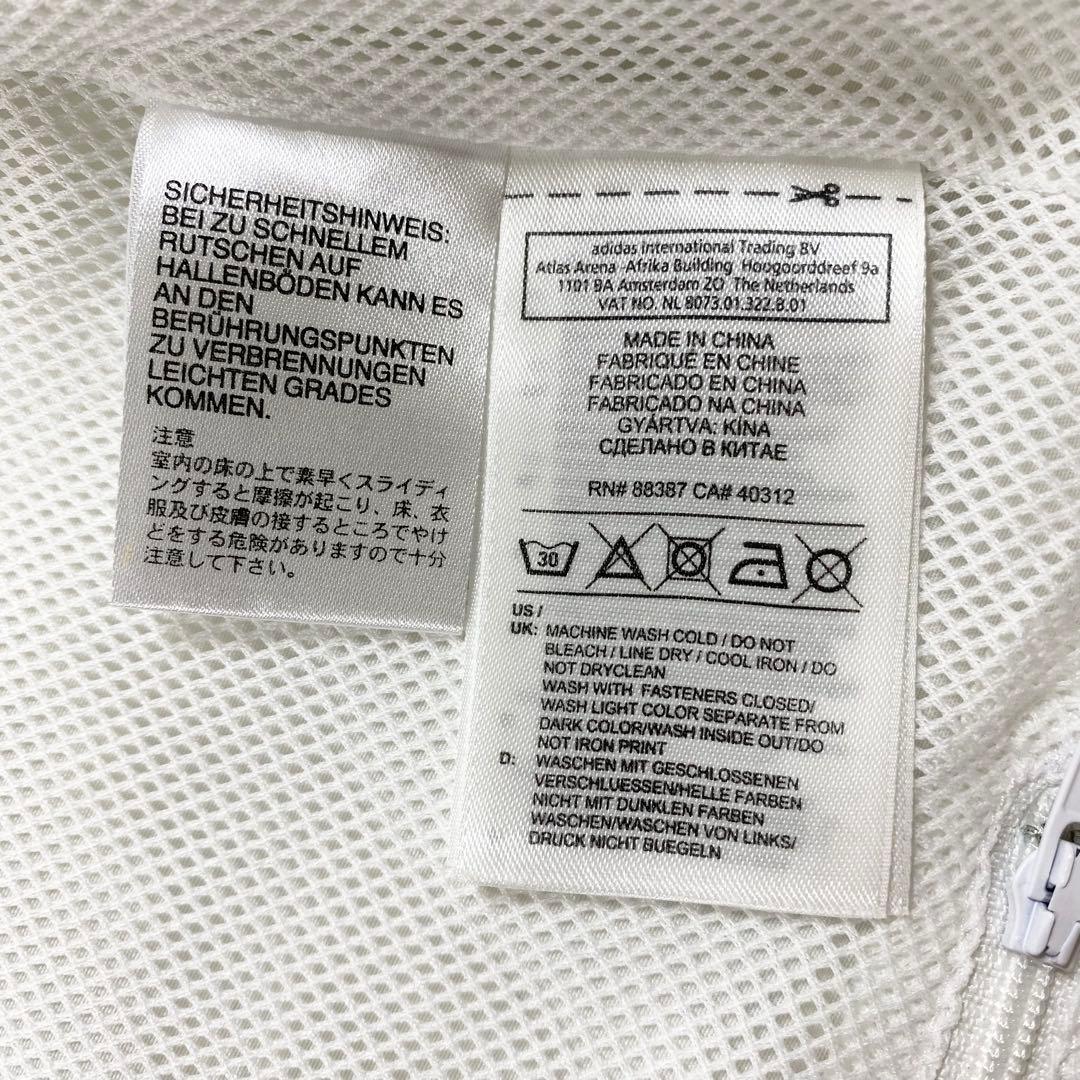 SICHERHEITSHINWEIS:
BEI ZU SCHNELLEM
RUTSCHEN AUF
HALLENBÖDEN KANN ES
AN DEN
BERÜHRUNGSPUNKTEN
ZU VERBRENNUNGEN
LEICHTEN GRADES
KOMMEN.
注意
室内の床の上で素早くスライディ
ングすると摩擦が起こり、床、衣
服及び皮膚の接するところでやけ
どをする危険がありますので十分
注意して下さい。
adidas International Trading BV
Atlas Arena -Afrika Building Hoogoorddreef 9a
1101 BA Amsterdam ZO The Netherlands
VAT NO. NL 8073.01.322.B.01
MADE IN CHINA
FABRIQUE EN CHINE
FABRICADO EN CHINA
FABRICADO NA CHINA
GYÁRTVA: KÍNA
СДЕЛАНО В КИТАЕ
RN# 88387 CA# 40312
30
US /
UK: MACHINE WASH COLD / DO NOT
BLEACH / LINE DRY / COOL IRON / DO
NOT DRYCLEAN
WASH WITH FASTENERS CLOSED/
WASH LIGHT COLOR SEPARATE FROM
DARK COLOR/WASH INSIDE OUT/DO
NOT IRON PRINT
D: WASCHEN MIT GESCHLOSSENEN
VERSCHLUESSEN/HELLE FARBEN
NICHT MIT DUNKLEN FARBEN
WASCHEN/WASCHEN VON LINKS/
DRUCK NICHT BUEGELN